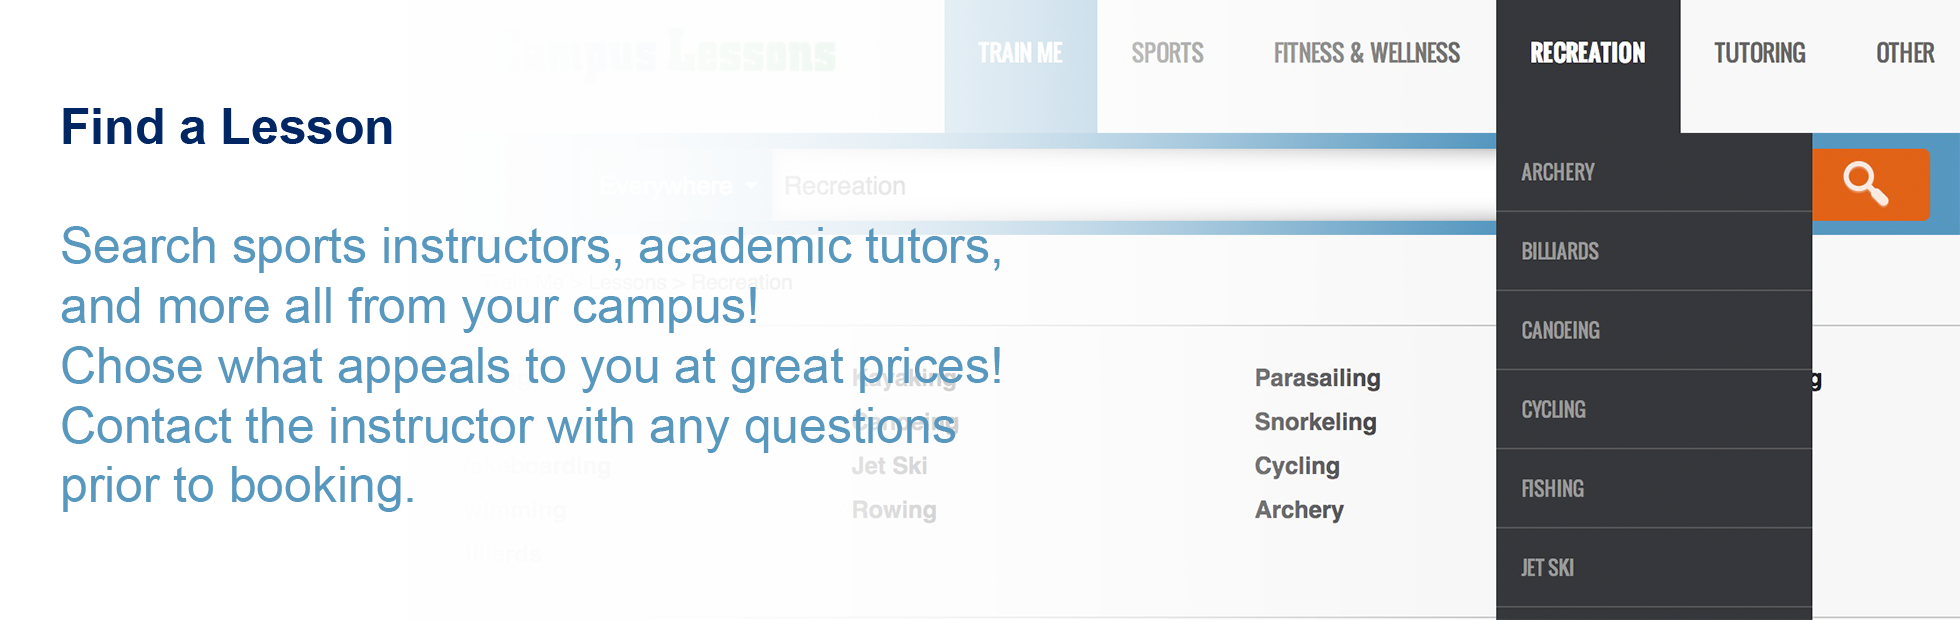 Campus Lessons
TRAIN ME
SPORTS
FITNESS & WELLNESS
RECREATION
TUTORING
OTHER
Find a Lesson
Everywhere
Recreation
Search sports instructors, academic tutors,
> Lessons > Recreation
and more all from your campus!
Chose what appeals to you at great prices!
Contact the instructor with any questions
prior to booking.
Kayaking
Canoeing
Jet Ski
Rowing
Parasailing
Snorkeling
Cycling
Archery
ARCHERY
BILLIARDS
CANOEING
CYCLING
FISHING
JET SKI
g